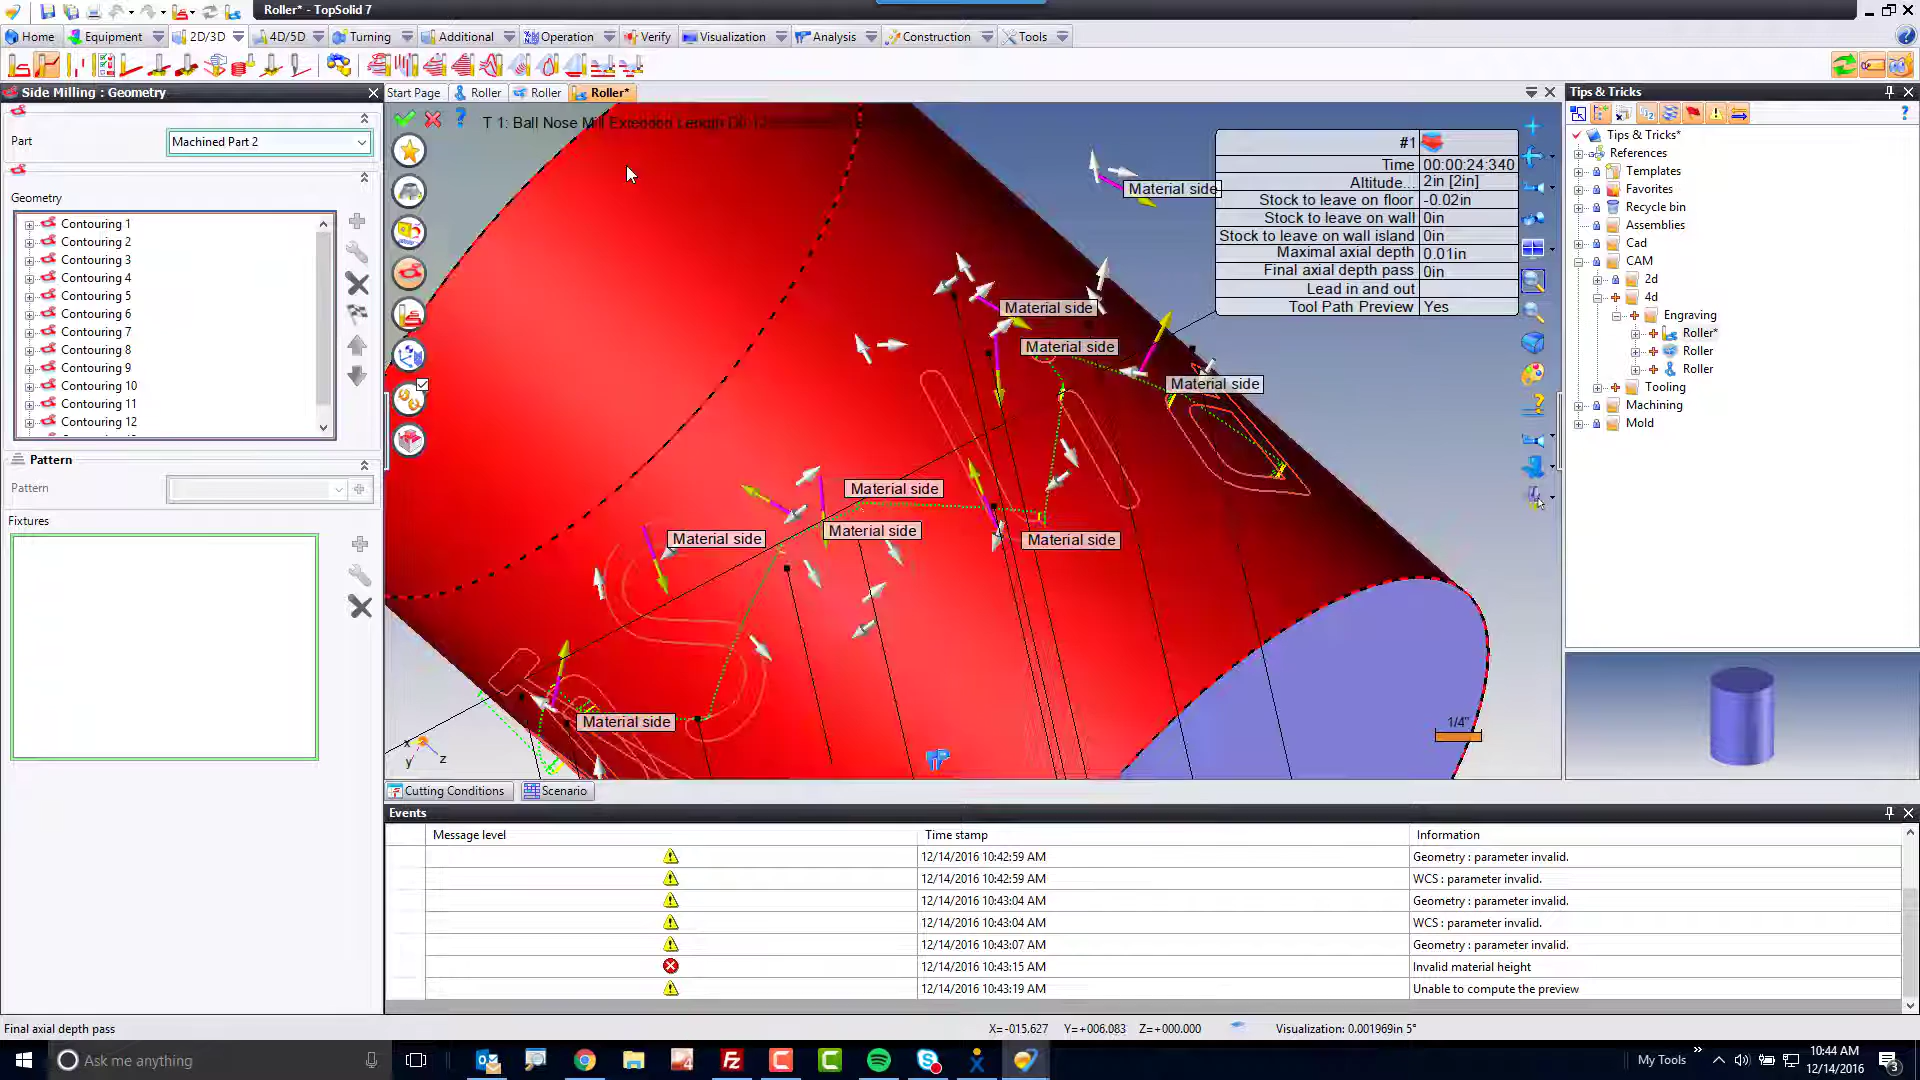 Roller* - TopSolid 7
Home Equipment 2D/3D 4D/5D Turning Additional Operation Verify Visualization Analysis Construction Tools
Side Milling : Geometry
Start Page Roller Roller Roller*
Tips & Tricks
T 1: Ball Nose Mill Extended Length
Part Machined Part 2
Geometry
Contouring 1
Contouring 2
Contouring 3
Contouring 4
Contouring 5
Contouring 6
Contouring 7
Contouring 8
Contouring 9
Contouring 10
Contouring 11
Contouring 12
Pattern
Pattern
Fixtures
#1
Time 00:00:24:340
Altitude... 2in [2in]
Stock to leave on floor -0.02in
Stock to leave on wall 0in
Stock to leave on wall island 0in
Maximal axial depth 0.01in
Final axial depth pass 0in
Lead in and out
Tool Path Preview Yes
Material side
Material side
Material side
Material side
Material side
Material side
Material side
Material side
Material side
1/4"
x
y
z
Tips & Tricks*
References
Templates
Favorites
Recycle bin
Assemblies
Cad
CAM
2d
4d
Engraving
Roller*
Roller
Roller
Tooling
Machining
Mold
Cutting Conditions Scenario
Events
Message level Time stamp Information
12/14/2016 10:42:59 AM Geometry : parameter invalid.
12/14/2016 10:42:59 AM WCS : parameter invalid.
12/14/2016 10:43:04 AM Geometry : parameter invalid.
12/14/2016 10:43:04 AM WCS : parameter invalid.
12/14/2016 10:43:07 AM Geometry : parameter invalid.
12/14/2016 10:43:15 AM Invalid material height
12/14/2016 10:43:19 AM Unable to compute the preview
Final axial depth pass X=-015.627 Y=+006.083 Z=+000.000 Visualization: 0.001969in 5°
Ask me anything
My Tools
10:44 AM
12/14/2016
3